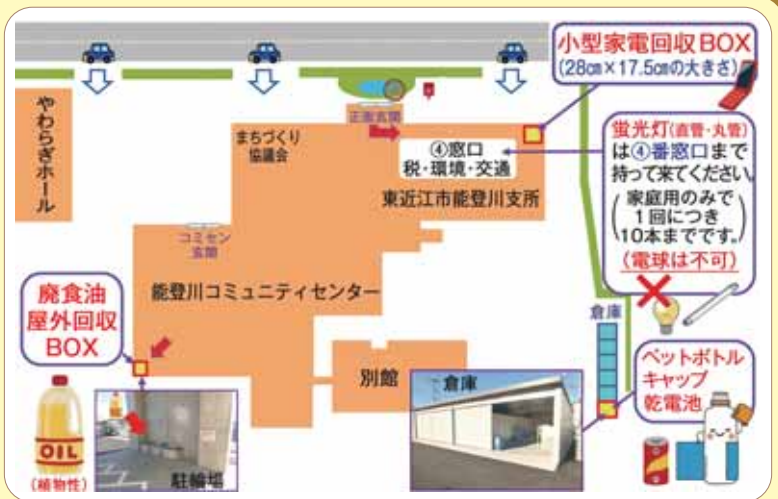 小型家電回収BOX
(28㎝×17.5㎝の大きさ)
やわらぎホール
まちづくり
協議会
正面玄関
④窓口
税・環境・交通
東近江市能登川支所
蛍光灯(直管・丸管)
は④番窓口まで
持って来てください。
(家庭用のみで
1回につき
10本までです。)
(電球は不可)
コミセン
玄関
能登川コミュニティセンター
廃食油
屋外回収
BOX
OIL
(植物性)
駐輪場
別館
倉庫
倉庫
ペットボトル
キャップ
乾電池